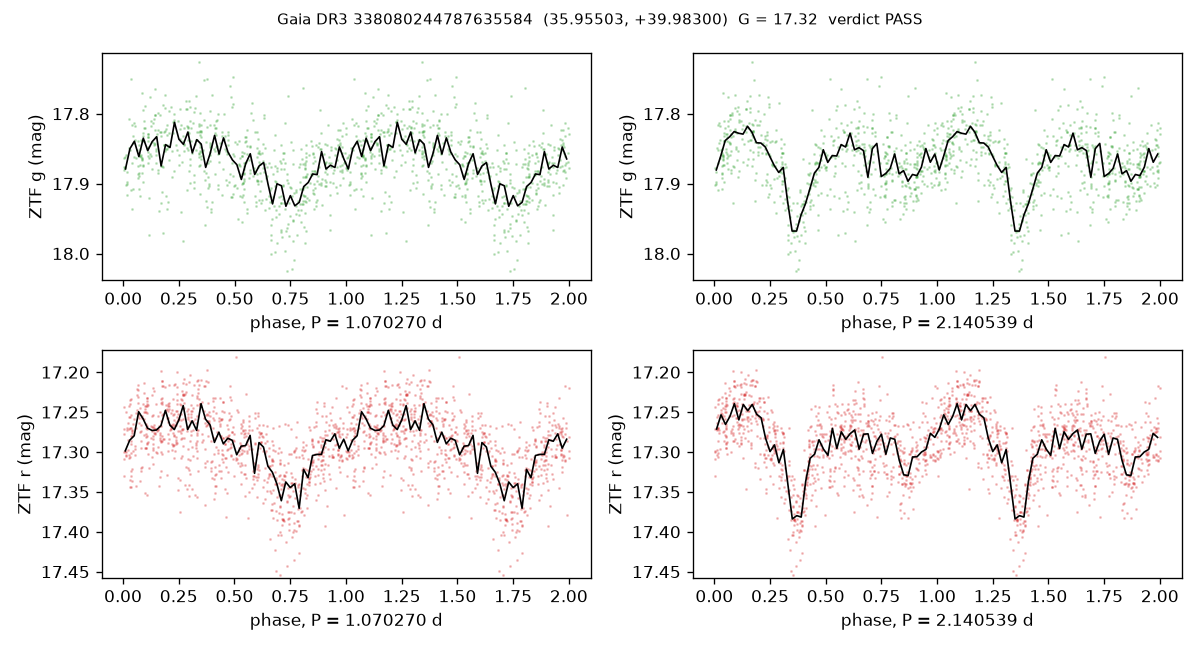 Gaia DR3 338080244787635584 (35.95503, +39.98300) G = 17.32 verdict PASS
ZTF g (mag)
17.8
17.9
18.0
0.00 0.25 0.50 0.75 1.00 1.25 1.50 1.75 2.00
phase, P = 1.070270 d
ZTF g (mag)
17.8
17.9
18.0
0.00 0.25 0.50 0.75 1.00 1.25 1.50 1.75 2.00
phase, P = 2.140539 d
ZTF r (mag)
17.20
17.25
17.30
17.35
17.40
17.45
0.00 0.25 0.50 0.75 1.00 1.25 1.50 1.75 2.00
phase, P = 1.070270 d
ZTF r (mag)
17.20
17.25
17.30
17.35
17.40
17.45
0.00 0.25 0.50 0.75 1.00 1.25 1.50 1.75 2.00
phase, P = 2.140539 d